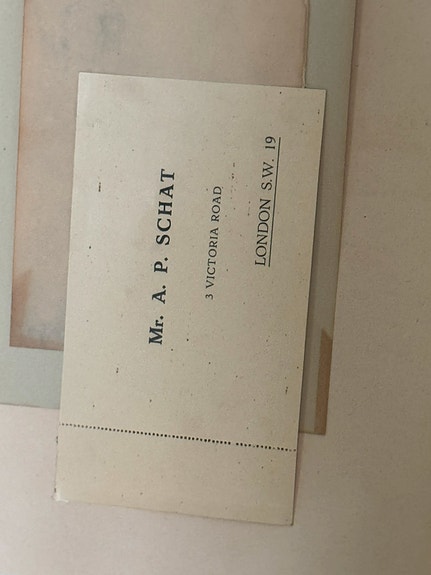 Mr. A. P. SCHAT
3 VICTORIA ROAD
LONDON S.W. 19